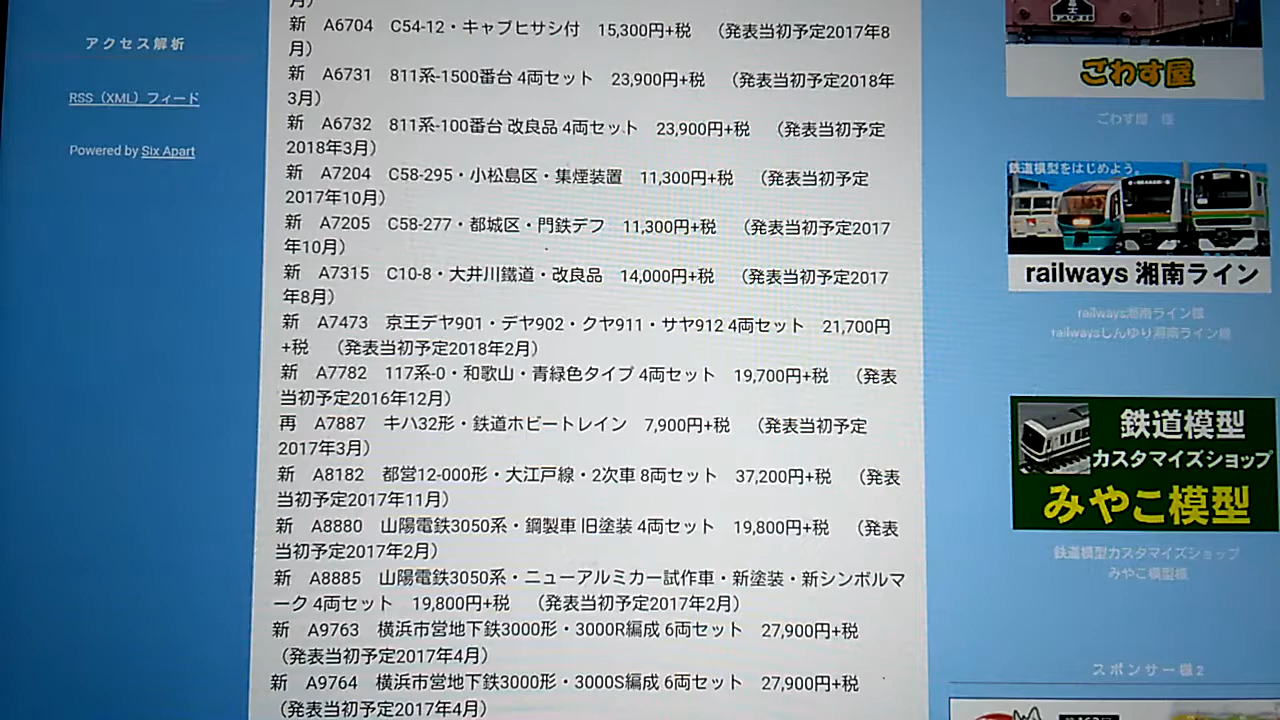 アクセス解析
RSS（XML）フィード
Powered by Six Apart
月）
新　A6704　C54-12・キャブヒサシ付　15,300円+税　（発表当初予定2017年8
月）
新　A6731　811系-1500番台 4両セット　23,900円+税　（発表当初予定2018年
3月）
新　A6732　811系-100番台 改良品 4両セット　23,900円+税　（発表当初予定
2018年3月）
新　A7204　C58-295・小松島区・集煙装置　11,300円+税　（発表当初予定
2017年10月）
新　A7205　C58-277・都城区・門鉄デフ　11,300円+税　（発表当初予定2017
年10月）
新　A7315　C10-8・大井川鐵道・改良品　14,000円+税　（発表当初予定2017
年8月）
新　A7473　京王デヤ901・デヤ902・クヤ911・サヤ912 4両セット　21,700円
+税　（発表当初予定2018年2月）
新　A7782　117系-0・和歌山・青緑色タイプ 4両セット　19,700円+税　（発表
当初予定2016年12月）
再　A7887　キハ32形・鉄道ホビートレイン　7,900円+税　（発表当初予定
2017年3月）
新　A8182　都営12-000形・大江戸線・2次車 8両セット　37,200円+税　（発表
当初予定2017年11月）
新　A8880　山陽電鉄3050系・鋼製車 旧塗装 4両セット　19,800円+税　（発表
当初予定2017年2月）
新　A8885　山陽電鉄3050系・ニューアルミカー試作車・新塗装・新シンボルマ
ーク 4両セット　19,800円+税　（発表当初予定2017年2月）
新　A9763　横浜市営地下鉄3000形・3000R編成 6両セット　27,900円+税
（発表当初予定2017年4月）
新　A9764　横浜市営地下鉄3000形・3000S編成 6両セット　27,900円+税
（発表当初予定2017年4月）
ごわす屋
ごわす屋　様
鉄道模型をはじめよう。
railways 湘南ライン
railways湘南ライン様
railwaysしんゆり湘南ライン様
鉄道模型
カスタマイズショップ
みやこ模型
鉄道模型カスタマイズショップ
みやこ模型様
スポンサー様2